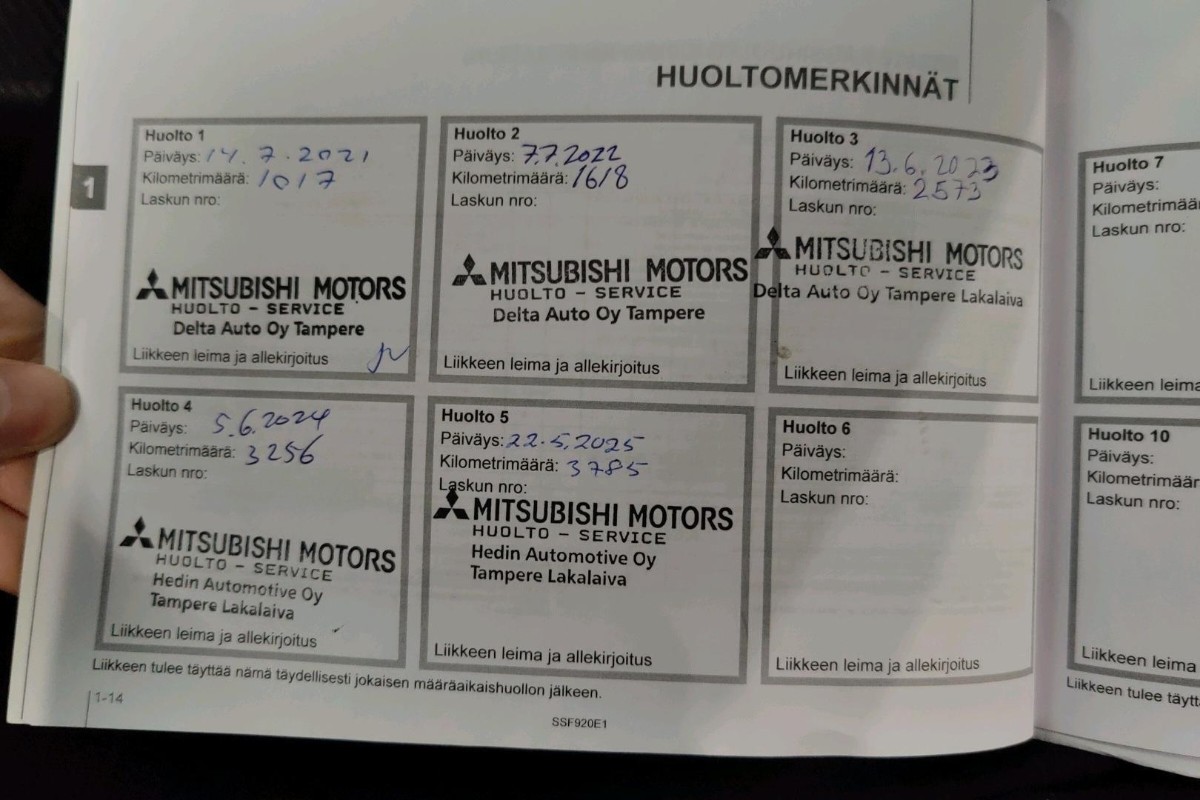 HUOLTOMERKINNÄT
1
Huolto 1
Päiväys: 14.7.2021
Kilometrimäärä: 1017
Laskun nro:
MITSUBISHI MOTORS
HUOLTO - SERVICE
Delta Auto Oy Tampere
Liikkeen leima ja allekirjoitus
Huolto 2
Päiväys: 7.7.2022
Kilometrimäärä: 1618
Laskun nro:
MITSUBISHI MOTORS
HUOLTO - SERVICE
Delta Auto Oy Tampere
Liikkeen leima ja allekirjoitus
Huolto 3
Päiväys: 13.6.2023
Kilometrimäärä: 2573
Laskun nro:
MITSUBISHI MOTORS
HUOLTO - SERVICE
Delta Auto Oy Tampere Lakalaiva
Liikkeen leima ja allekirjoitus
Huolto 4
Päiväys: 5.6.2024
Kilometrimäärä: 3256
Laskun nro:
MITSUBISHI MOTORS
HUOLTO - SERVICE
Hedin Automotive Oy
Tampere Lakalaiva
Liikkeen leima ja allekirjoitus
Huolto 5
Päiväys: 22.5.2025
Kilometrimäärä: 3785
Laskun nro:
MITSUBISHI MOTORS
HUOLTO - SERVICE
Hedin Automotive Oy
Tampere Lakalaiva
Liikkeen leima ja allekirjoitus
Huolto 6
Päiväys:
Kilometrimäärä:
Laskun nro:
Liikkeen leima ja allekirjoitus
Liikkeen tulee täyttää nämä täydellisesti jokaisen määräaikaishuollon jälkeen.
1-14
SSF920E1
Huolto 7
Päiväys:
Kilometrimäär
Laskun nro:
Liikkeen leima
Huolto 10
Päiväys:
Kilometrimäär
Laskun nro:
Liikkeen leima
Liikkeen tulee täytt